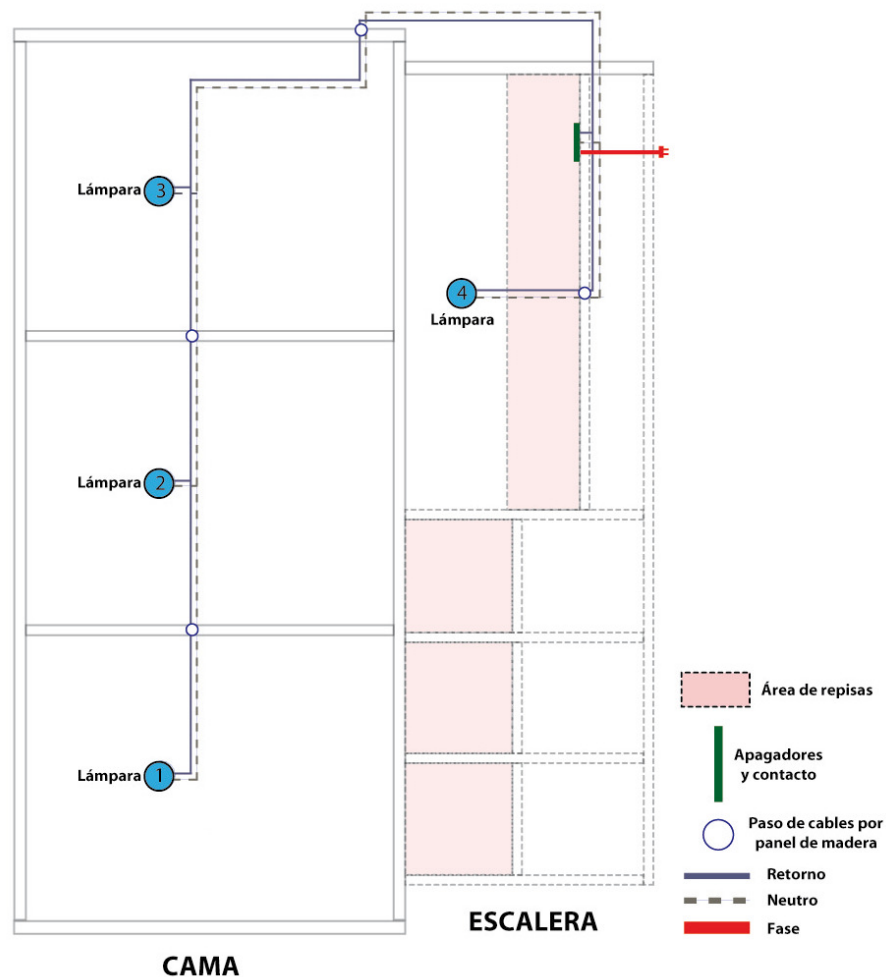 Lámpara 3
4
Lámpara
Lámpara 2
Lámpara 1
Área de repisas
Apagadores
y contacto
Paso de cables por
panel de madera
Retorno
Neutro
Fase
ESCALERA
CAMA